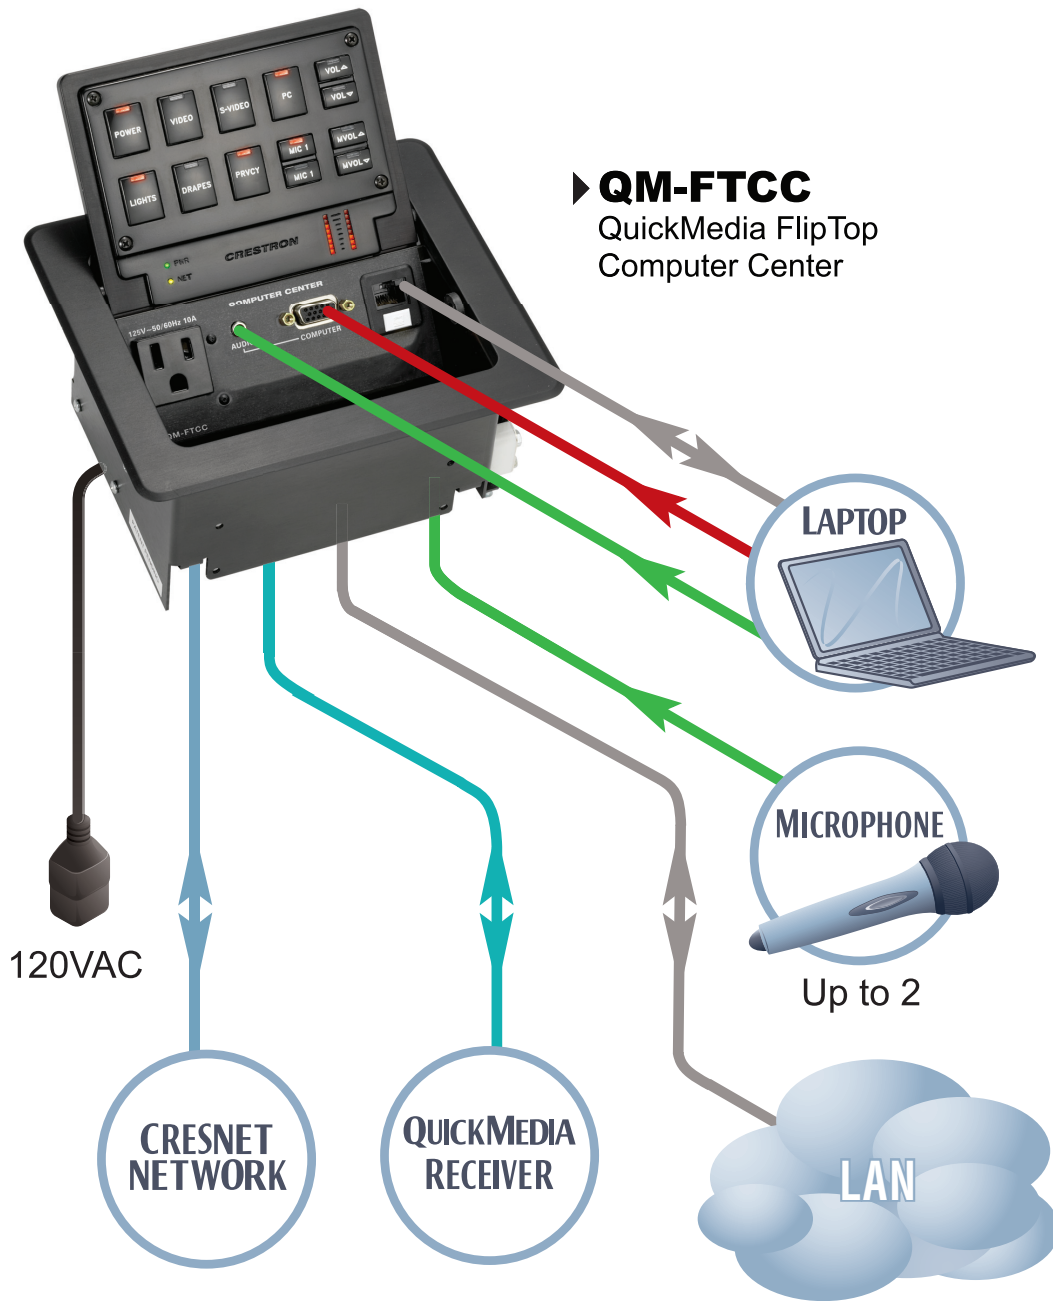 POWER
VIDEO
S-VIDEO
PC
VOL
VOL
LIGHTS
DRAPES
PRVCY
MIC 1
MIC 1
MVOL
MVOL
PWR
NET
CRESTRON
COMPUTER CENTER
125V~50/60Hz 10A
AUDIO
COMPUTER
QM-FTCC
QM-FTCC
QuickMedia FlipTop
Computer Center
LAPTOP
MICROPHONE
Up to 2
120VAC
CRESNET
NETWORK
QUICKMEDIA
RECEIVER
LAN